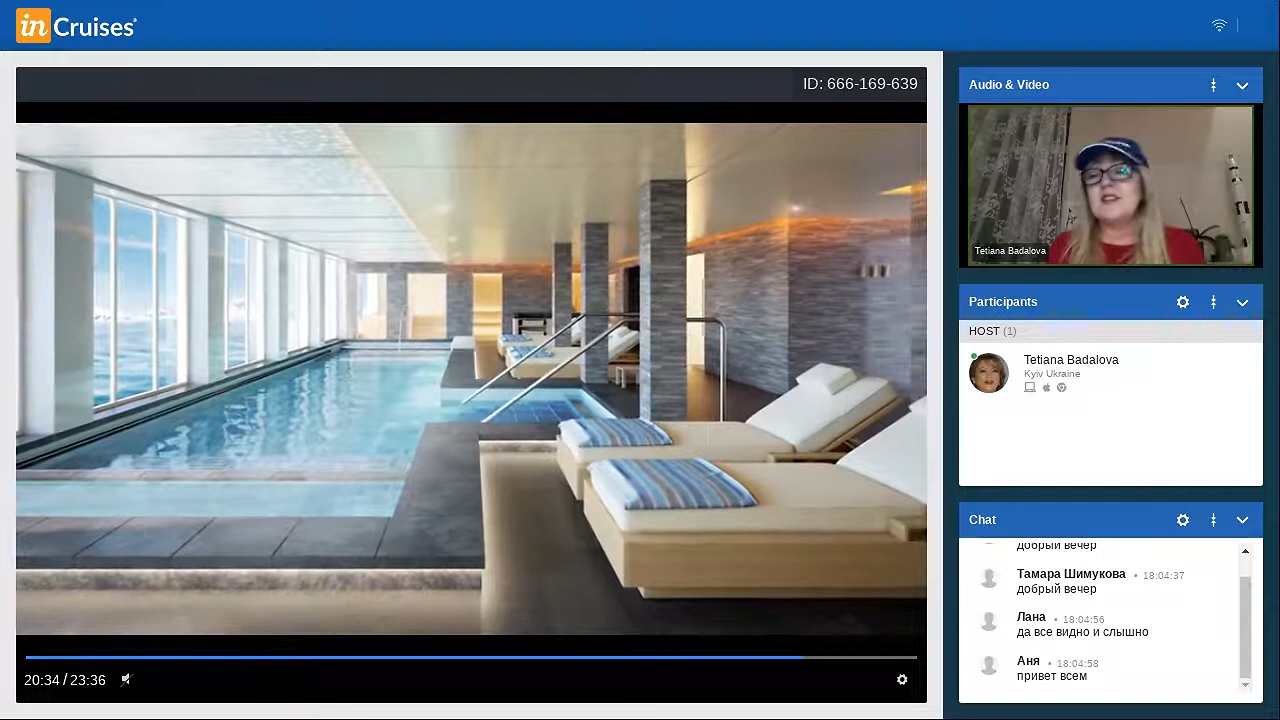 in Cruises®
ID: 666-169-639
20:34 / 23:36
Audio & Video
Tetiana Badalova
Participants
HOST (1)
Tetiana Badalova
Kyiv Ukraine
Chat
добрый вечер
Тамара Шимукова • 18:04:37
добрый вечер
Лана • 18:04:56
да все видно и слышно
Аня • 18:04:58
привет всем